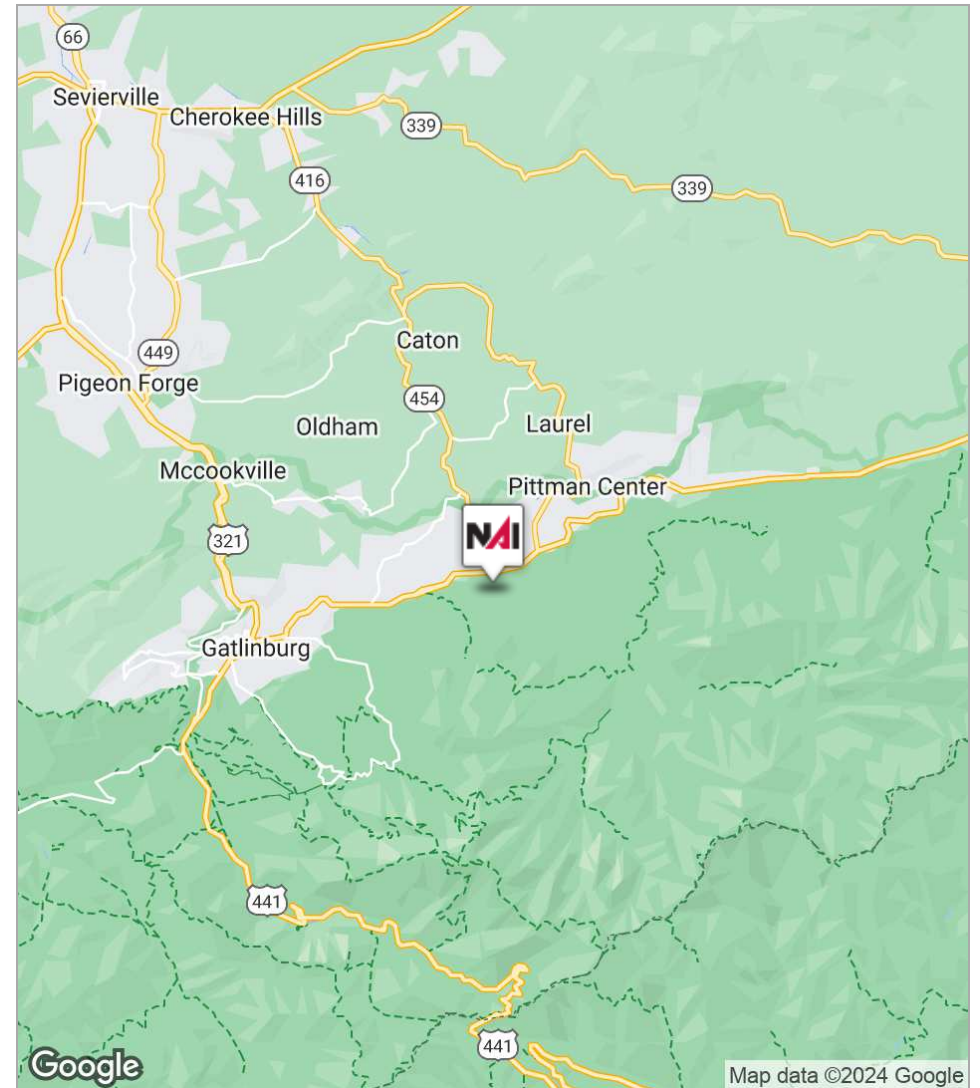 66
Sevierville
Cherokee Hills
339
416
339
Caton
449
Pigeon Forge
454
Oldham
Laurel
Mccookville
Pittman Center
NAI
321
Gatlinburg
441
441
Google
Map data ©2024 Google